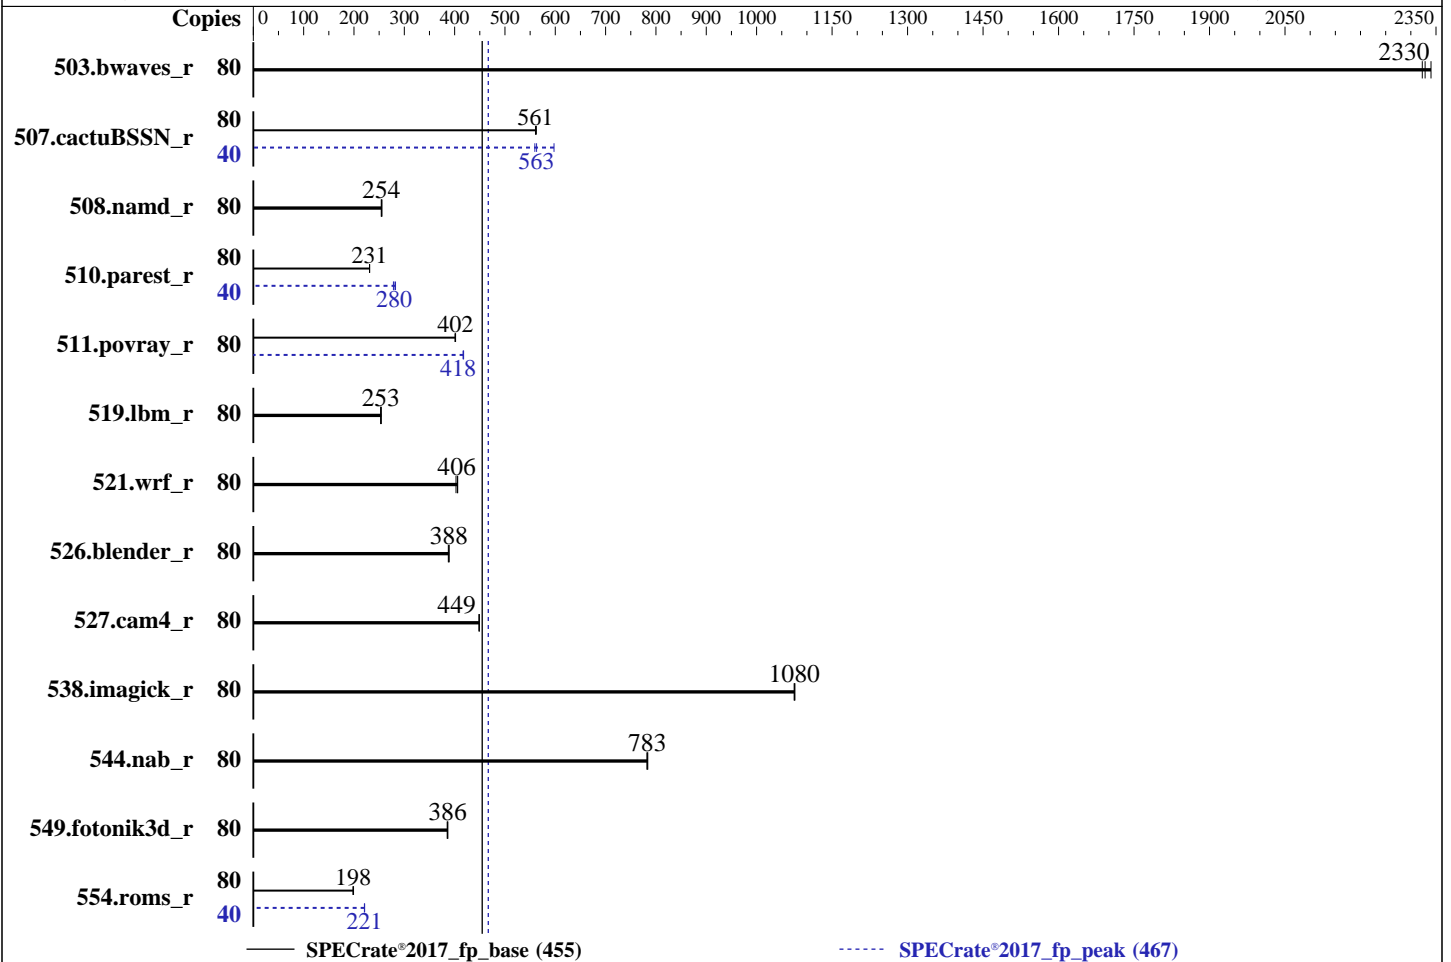 Copies 0 100 200 300 400 500 600 700 800 900 1000 1150 1300 1450 1600 1750 1900 2050 2350
503.bwaves_r 80 2330
507.cactuBSSN_r 80 561
40 563
508.namd_r 80 254
510.parest_r 80 231
40 280
511.povray_r 80 402
418
519.lbm_r 80 253
521.wrf_r 80 406
526.blender_r 80 388
527.cam4_r 80 449
538.imagick_r 80 1080
544.nab_r 80 783
549.fotonik3d_r 80 386
554.roms_r 80 198
40 221
SPECrate®2017_fp_base (455) SPECrate®2017_fp_peak (467)